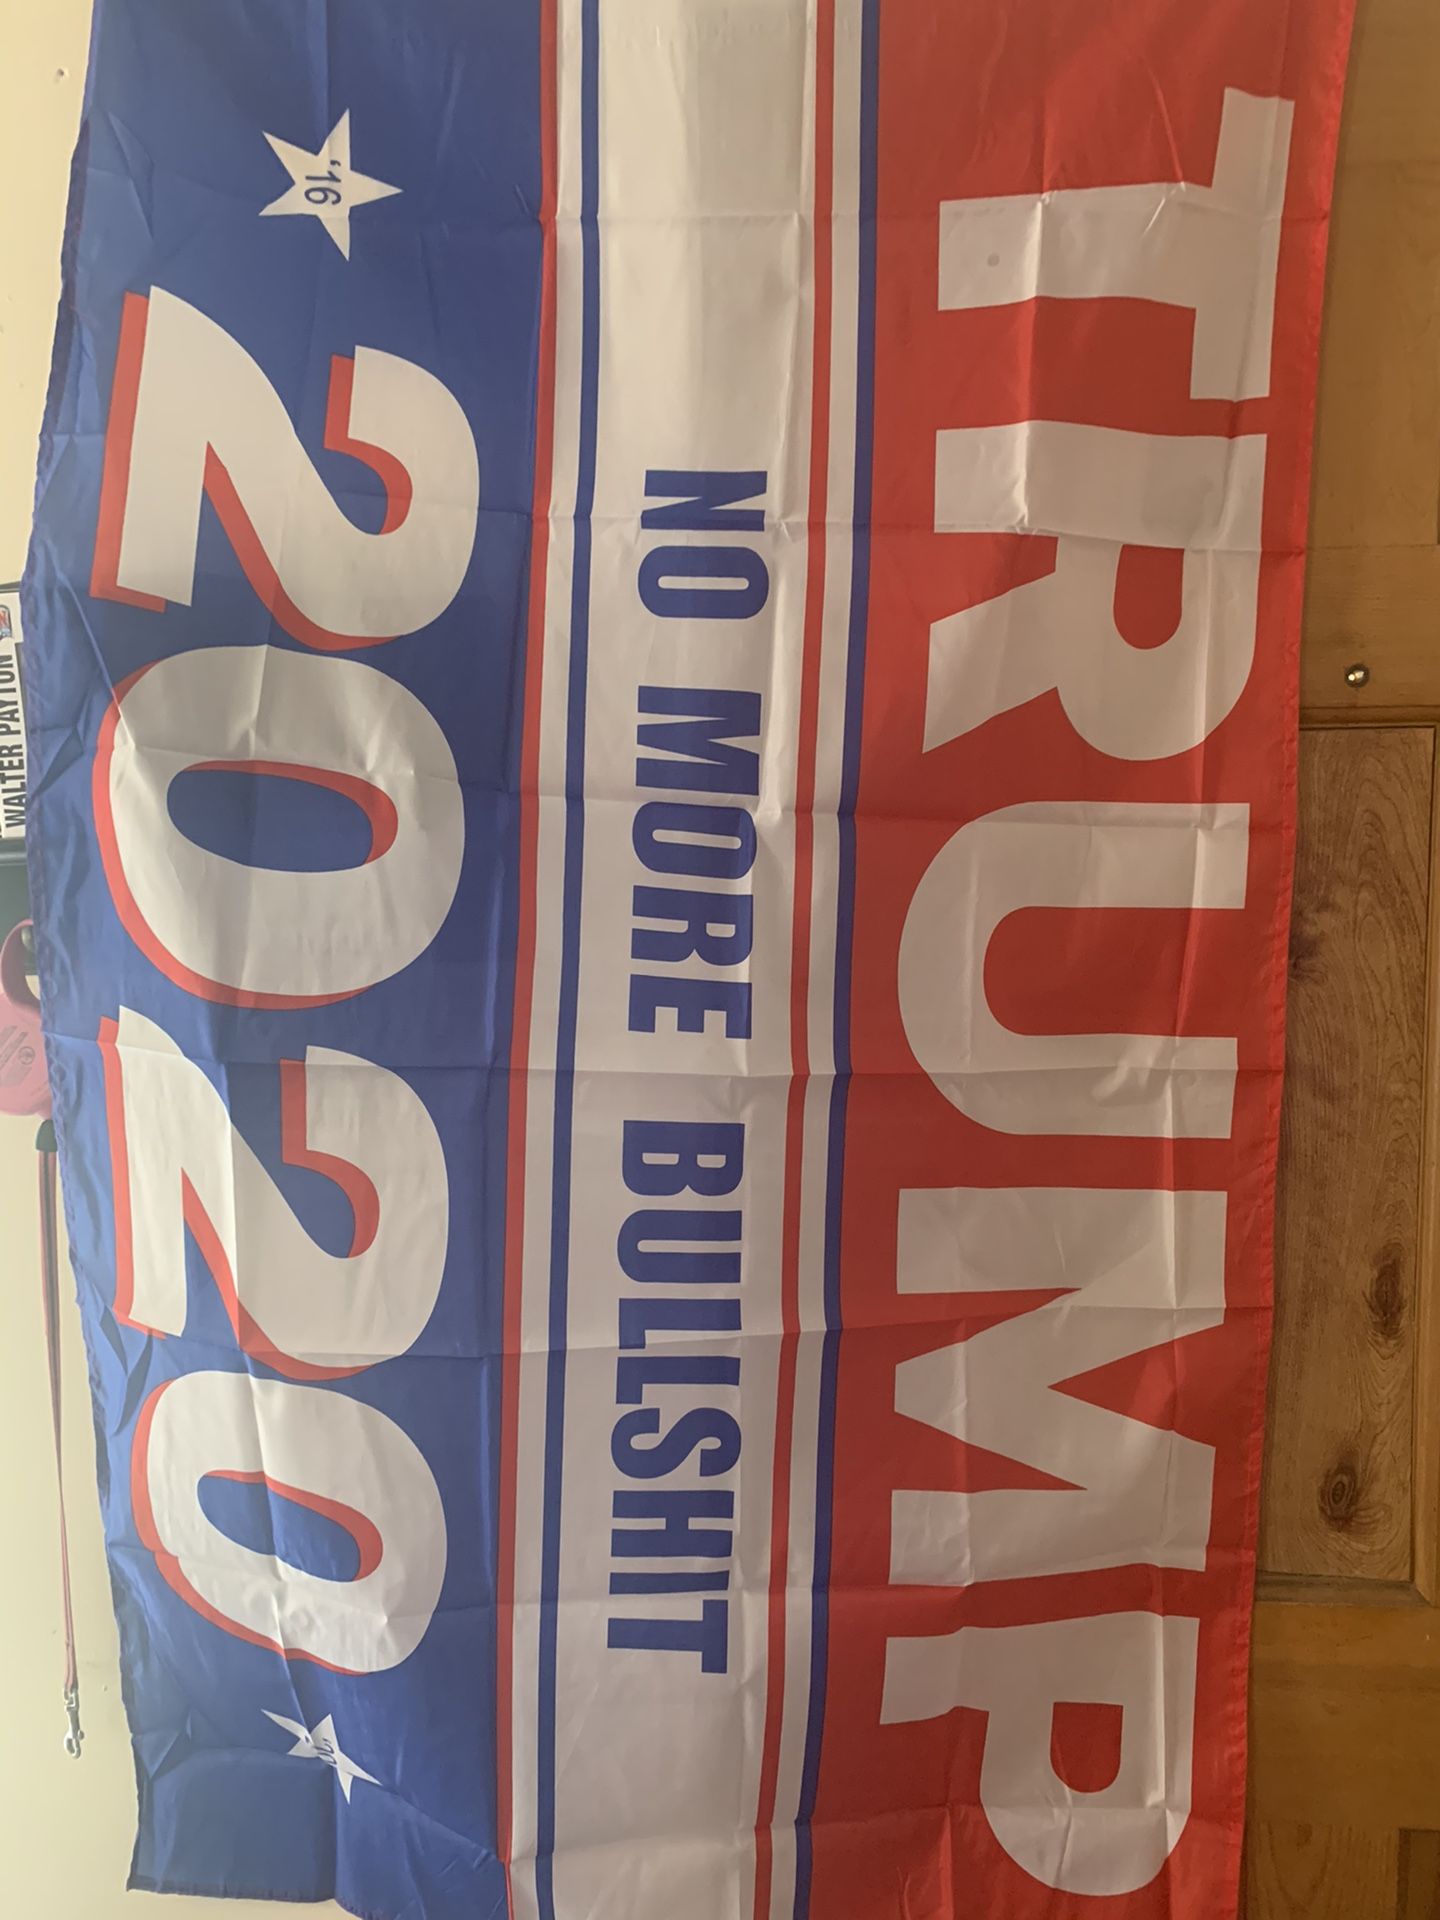 TRUMP
NO MORE BULLSHIT
'16
2020
WALTER PAYTON